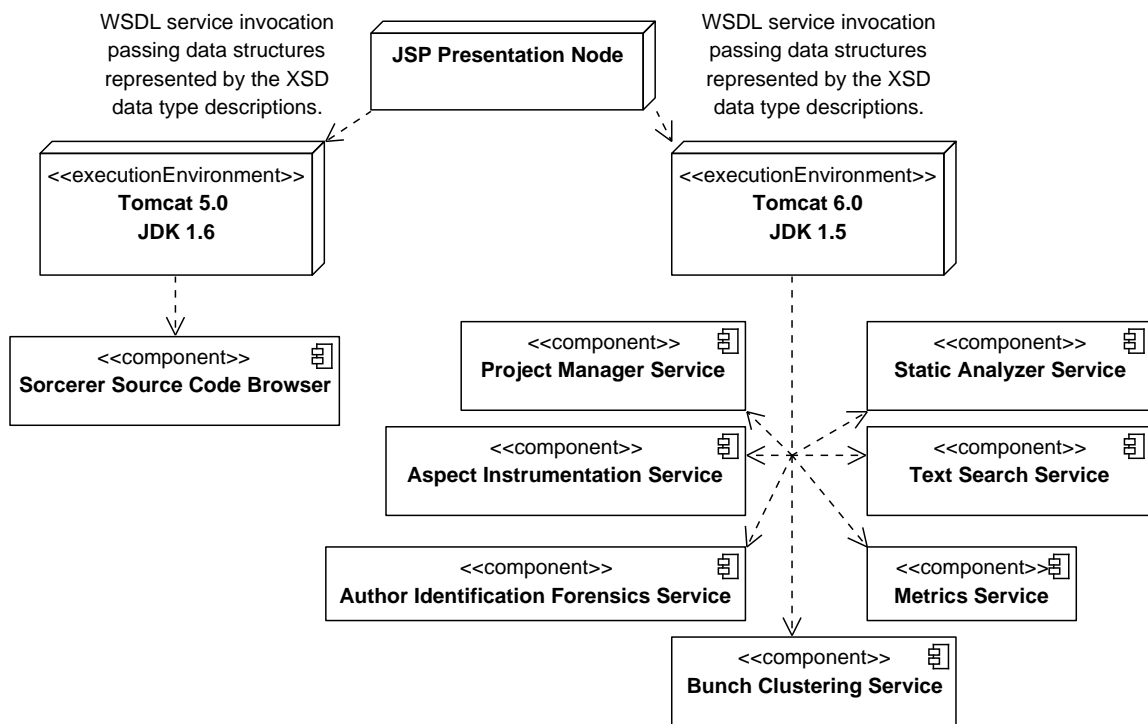 WSDL service invocation
passing data structures
represented by the XSD
data type descriptions.
JSP Presentation Node
WSDL service invocation
passing data structures
represented by the XSD
data type descriptions.
<<executionEnvironment>>
Tomcat 5.0
JDK 1.6
<<executionEnvironment>>
Tomcat 6.0
JDK 1.5
<<component>>
Sorcerer Source Code Browser
<<component>>
Project Manager Service
<<component>>
Static Analyzer Service
<<component>>
Aspect Instrumentation Service
<<component>>
Text Search Service
<<component>>
Author Identification Forensics Service
<<component>>
Metrics Service
<<component>>
Bunch Clustering Service